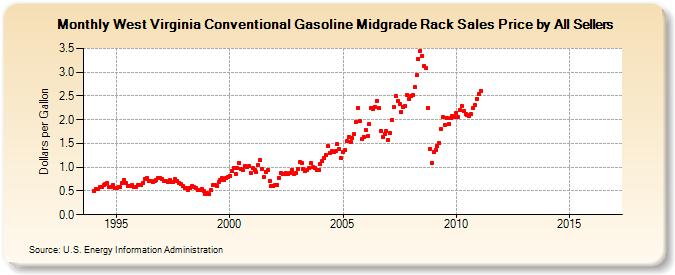 Monthly West Virginia Conventional Gasoline Midgrade Rack Sales Price by All Sellers
Dollars per Gallon
3.5
3.0
2.5
2.0
1.5
1.0
0.5
0.0
1995 2000 2005 2010 2015
Source: U.S. Energy Information Administration